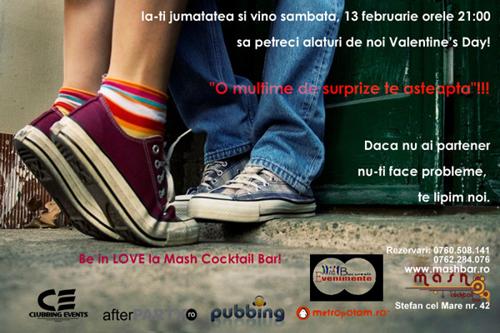 Ia-ti jumatatea si vino sambata, 13 februarie orele 21:00
sa petreci alaturi de noi Valentine's Day!
"O multime de surprize te asteapta"!!!
Daca nu ai partener
nu-ti face probleme,
te lipim noi.
Rezervari: 0760.508.141
0762.284.076
www.mashbar.ro
Be in LOVE la Mash Cocktail Bar!
Evenimente
mash
Stefan cel Mare nr. 42
CE
CLUBBING EVENTS
afterPARTY.ro
pubbing
metropotam.ro